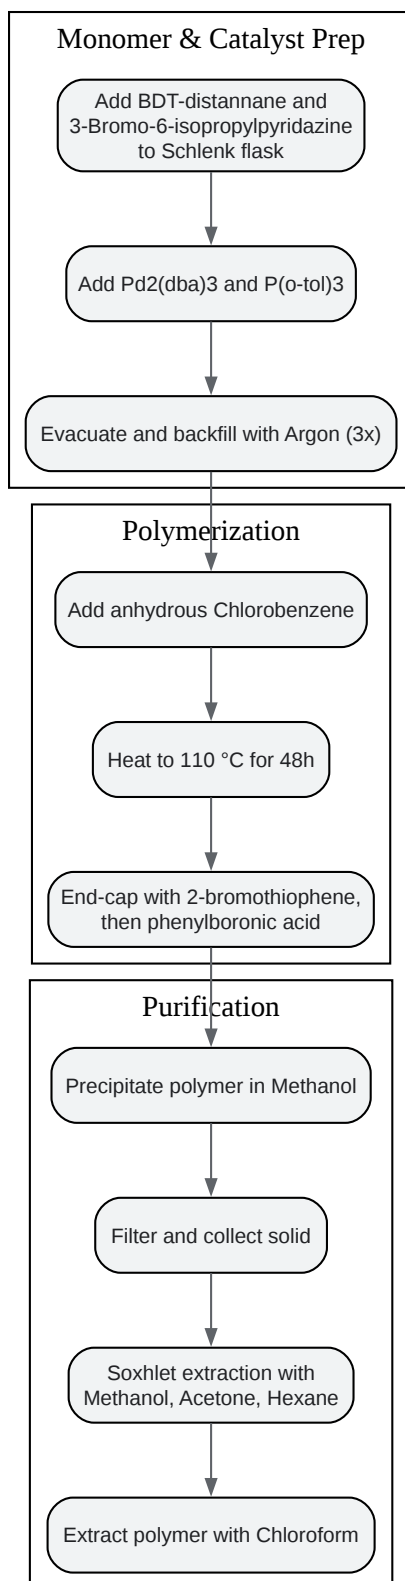 Monomer & Catalyst Prep
Add BDT-distannane and
3-Bromo-6-isopropylpyridazine
to Schlenk flask
Add Pd2(dba)3 and P(o-tol)3
Evacuate and backfill with Argon (3x)
Polymerization
Add anhydrous Chlorobenzene
Heat to 110 °C for 48h
End-cap with 2-bromothiophene,
then phenylboronic acid
Purification
Precipitate polymer in Methanol
Filter and collect solid
Soxhlet extraction with
Methanol, Acetone, Hexane
Extract polymer with Chloroform